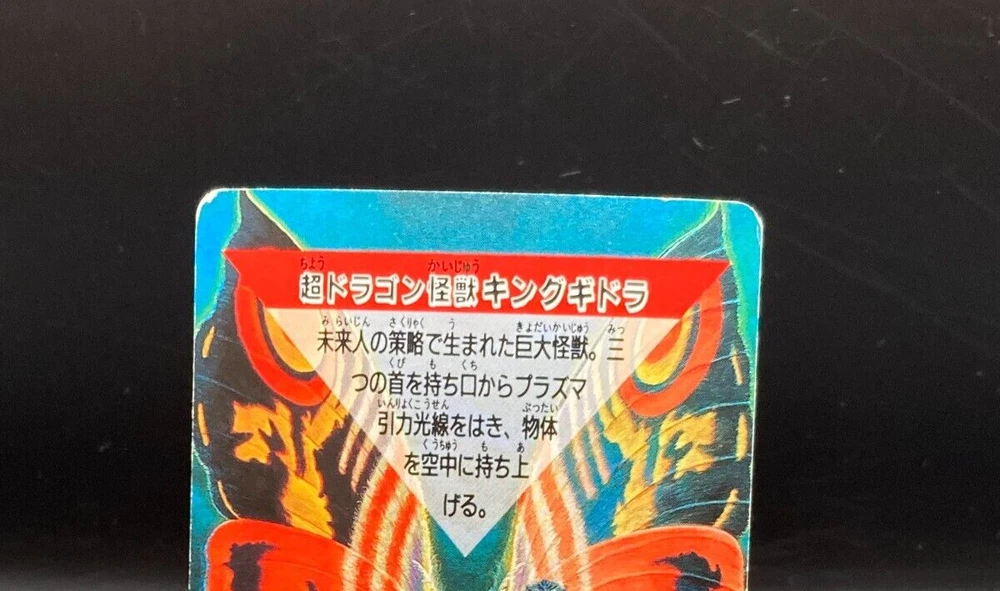 超ドラゴン怪獣キングギドラ
未来人の策略で生まれた巨大怪獣。三
つの首を持ち口からプラズマ
引力光線をはき、物体
を空中に持ち上
げる。